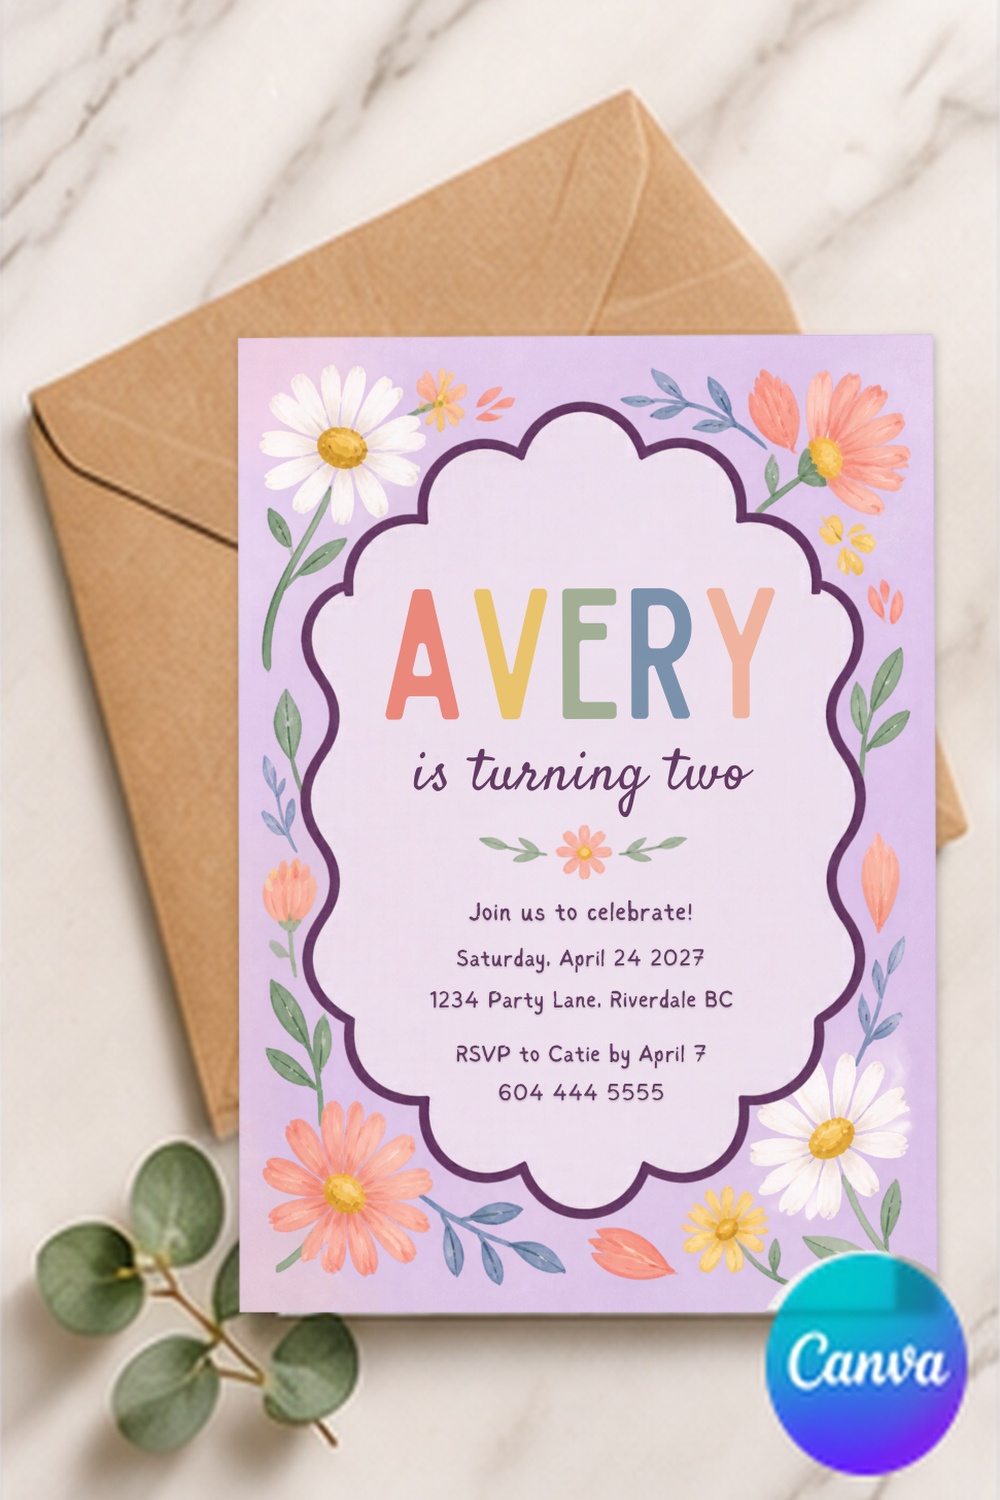 AVERY
is turning two
Join us to celebrate!
Saturday, April 24 2027
1234 Party Lane, Riverdale BC
RSVP to Catie by April 7
604 444 5555
Canva